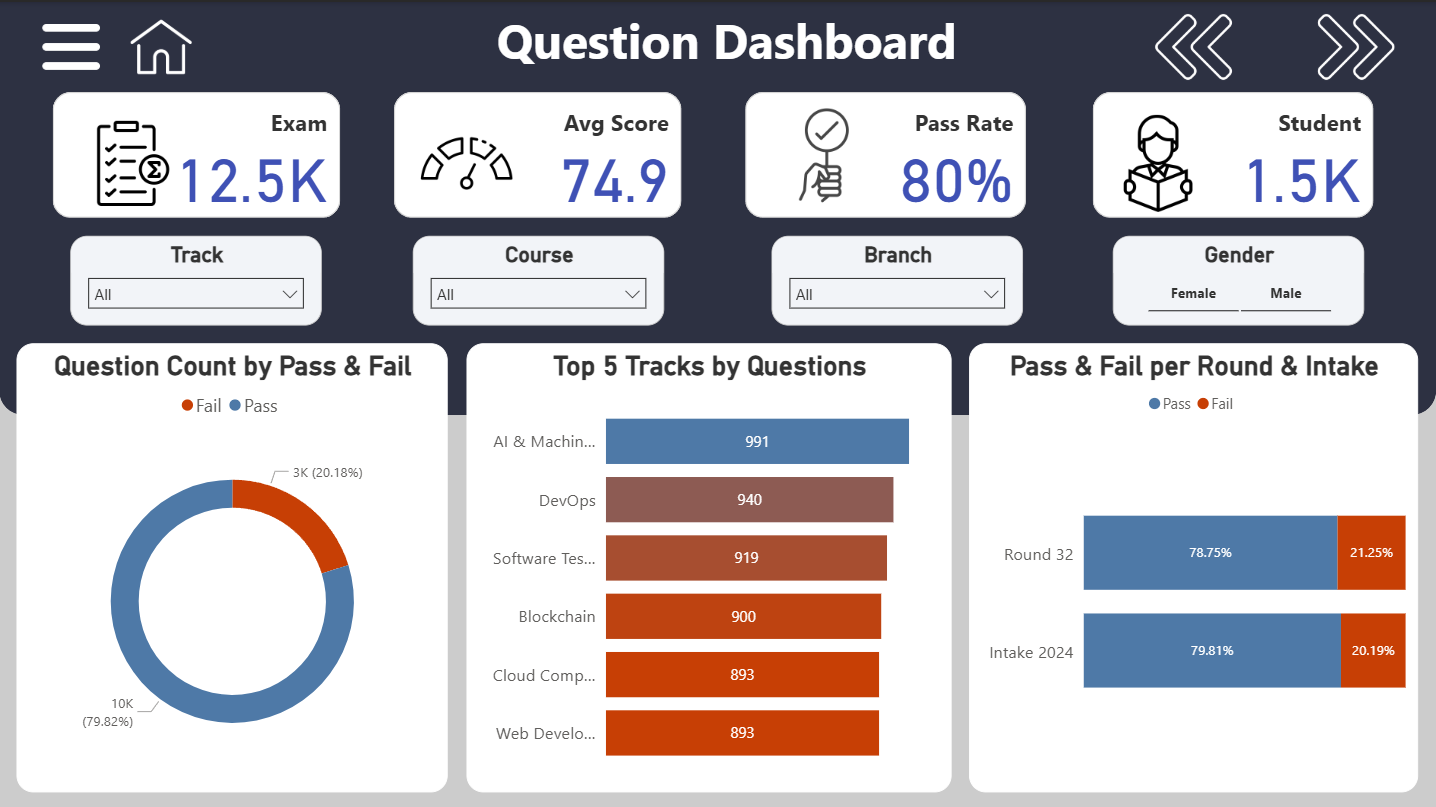 Question Dashboard
Exam
12.5K
Avg Score
74.9
Pass Rate
80%
Student
1.5K
Track
All
Course
All
Branch
All
Gender
Female Male
Question Count by Pass & Fail
Fail Pass
3K (20.18%)
10K
(79.82%)
Top 5 Tracks by Questions
AI & Machin... 991
DevOps 940
Software Tes... 919
Blockchain 900
Cloud Comp... 893
Web Develo... 893
Pass & Fail per Round & Intake
Pass Fail
Round 32 78.75% 21.25%
Intake 2024 79.81% 20.19%